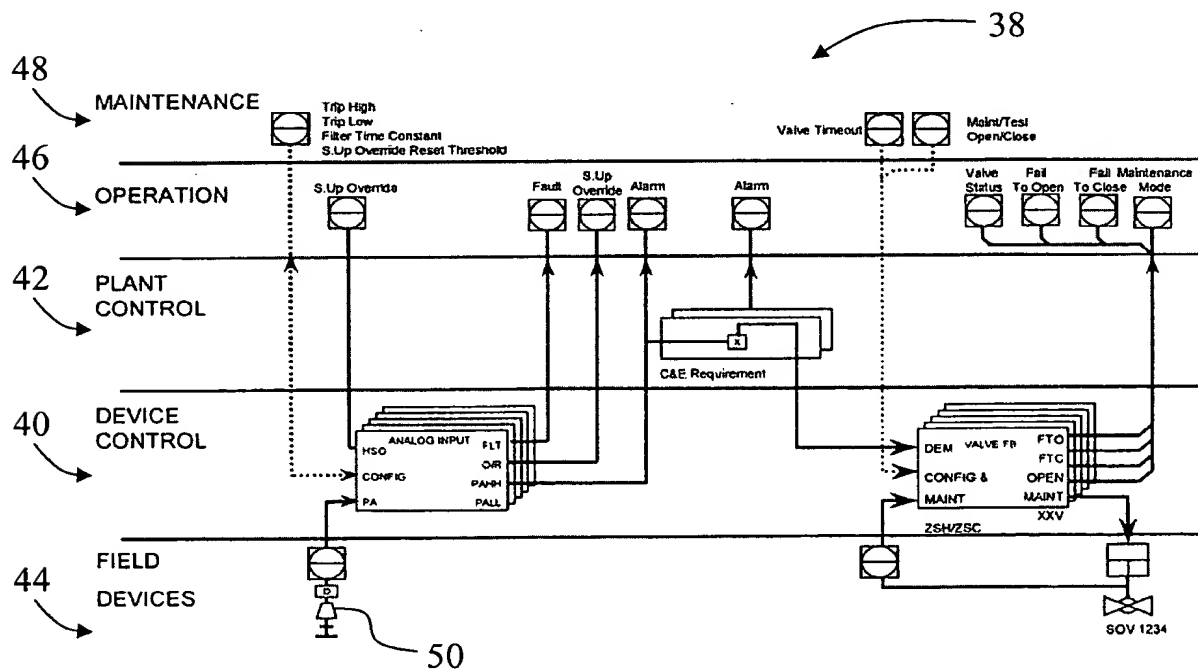 38
48
MAINTENANCE
Trip High
Trip Low
Filter Time Constant
S.Up Override Reset Threshold
Valve Timeout
Maint/Test
Open/Close
46
OPERATION
S.Up Override
Fault
S.Up
Override
Alarm
Alarm
Valve
Status
Fail
To Open
Fail
To Close
Maintenance
Mode
42
PLANT
CONTROL
X
C&E Requirement
40
DEVICE
CONTROL
ANALOG INPUT
HSO
CONFIG
PA
FLT
O/R
PAHH
PALL
DEM
VALVE FB
CONFIG &
MAINT
FTO
FTC
OPEN
MAINT
XXV
ZSH/ZSC
44
FIELD
DEVICES
D
50
SOV 1234